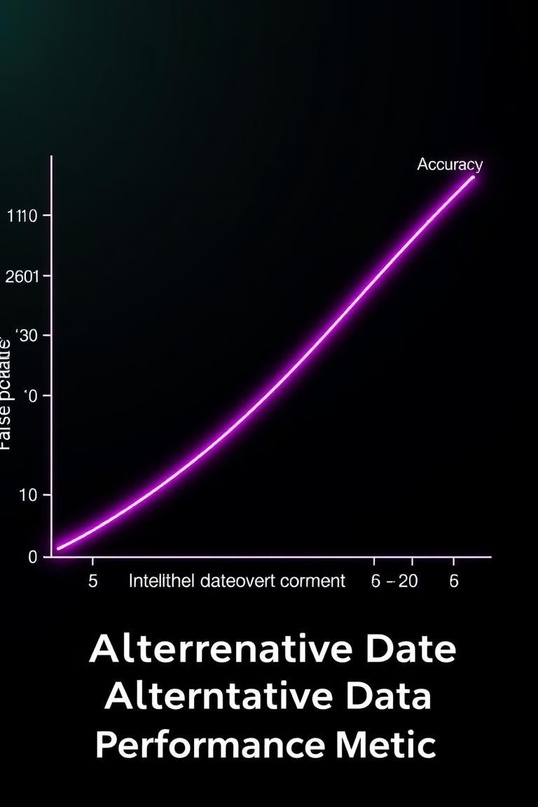 Accuracy
1110
2601
'30
'0
10
0
5
Intelithel dateovert corment
6 - 20
6
Alterrenative Date
Alterntative Data
Performance Metic